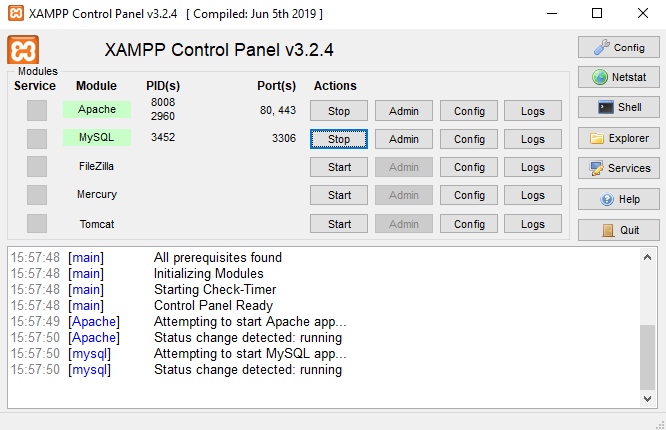 XAMPP Control Panel v3.2.4 [ Compiled: Jun 5th 2019 ]
XAMPP Control Panel v3.2.4
Config
Modules
Service Module PID(s) Port(s) Actions
Netstat
Apache 8008 2960 80, 443 Stop Admin Config Logs
Shell
MySQL 3452 3306 Stop Admin Config Logs
Explorer
FileZilla Start Admin Config Logs
Services
Mercury Start Admin Config Logs
Help
Tomcat Start Admin Config Logs
Quit
15:57:48 [main] All prerequisites found
15:57:48 [main] Initializing Modules
15:57:48 [main] Starting Check-Timer
15:57:48 [main] Control Panel Ready
15:57:49 [Apache] Attempting to start Apache app...
15:57:50 [Apache] Status change detected: running
15:57:50 [mysql] Attempting to start MySQL app...
15:57:50 [mysql] Status change detected: running